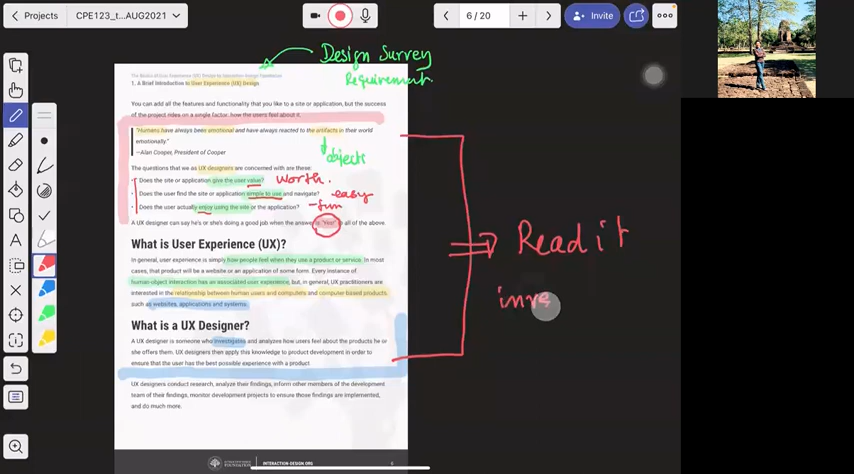 Projects
CPE123_t...AUG2021
6 / 20
Invite
Design Survey
Requirement
The Basics of User Experience (UX) Design by Interaction Design Foundation
1. A Brief Introduction to User Experience (UX) Design
You can add all the features and functionality that you like to a site or application, but the success
of the project rides on a single factor: how the users feel about it.
"Humans have always been emotional and have always reacted to the artifacts in their world
emotionally."
—Alan Cooper, President of Cooper
objects
The questions that we as UX designers are concerned with are these:
• Does the site or application give the user value? worth.
• Does the user find the site or application simple to use and navigate? easy
• Does the user actually enjoy using the site or the application? - fun
A UX designer can say he's or she's doing a good job when the answer is "Yes" to all of the above.
What is User Experience (UX)?
In general, user experience is simply how people feel when they use a product or service. In most
cases, that product will be a website or an application of some form. Every instance of
human-object interaction has an associated user experience, but, in general, UX practitioners are
interested in the relationship between human users and computers and computer-based products,
such as websites, applications and systems.
Read it
inve
What is a UX Designer?
A UX designer is someone who investigates and analyzes how users feel about the products he or
she offers them. UX designers then apply this knowledge to product development in order to
ensure that the user has the best possible experience with a product
UX designers conduct research, analyze their findings, inform other members of the development
team of their findings, monitor development projects to ensure those findings are implemented,
and do much more.
INTERACTION DESIGN FOUNDATION
INTERACTION-DESIGN.ORG
6